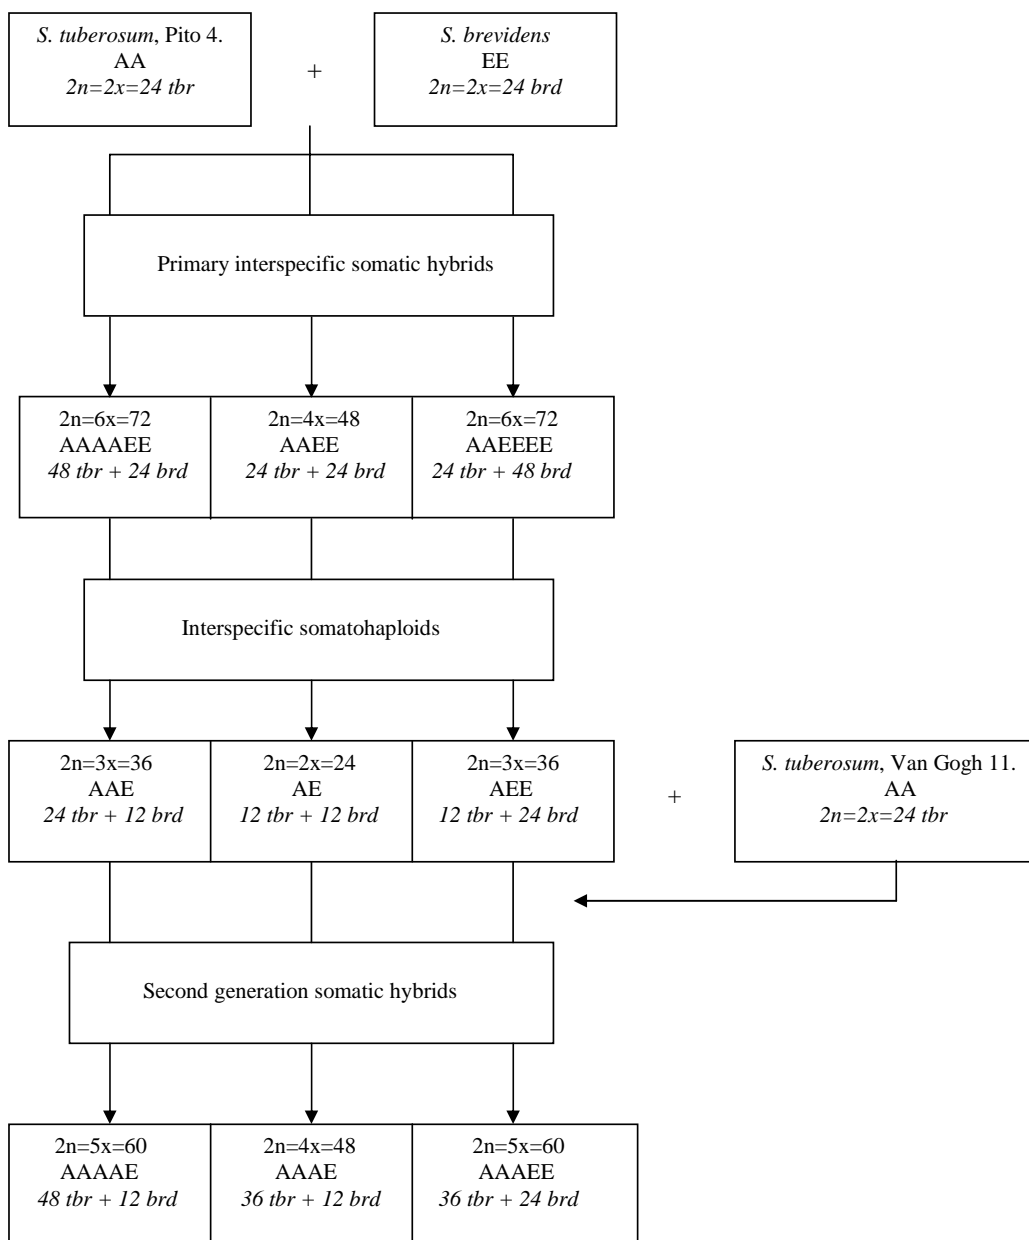 S. tuberosum, Pito 4.
AA
2n=2x=24 tbr
+
S. brevidens
EE
2n=2x=24 brd
Primary interspecific somatic hybrids
2n=6x=72
AAAAEE
48 tbr + 24 brd
2n=4x=48
AAEE
24 tbr + 24 brd
2n=6x=72
AAEEEE
24 tbr + 48 brd
Interspecific somatohaploids
2n=3x=36
AAE
24 tbr + 12 brd
2n=2x=24
AE
12 tbr + 12 brd
2n=3x=36
AEE
12 tbr + 24 brd
+
S. tuberosum, Van Gogh 11.
AA
2n=2x=24 tbr
Second generation somatic hybrids
2n=5x=60
AAAAE
48 tbr + 12 brd
2n=4x=48
AAAE
36 tbr + 12 brd
2n=5x=60
AAAEE
36 tbr + 24 brd